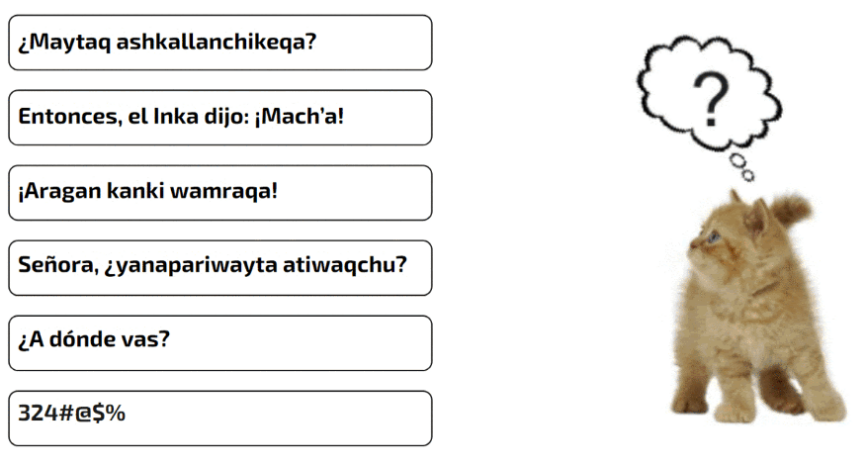 ¿Maytaq ashkallanchikeqa?
Entonces, el Inka dijo: ¡Mach'a!
¡Aragan kanki wamraqa!
Señora, ¿yanapariwayta atiwaqchu?
¿A dónde vas?
324#@$%
?